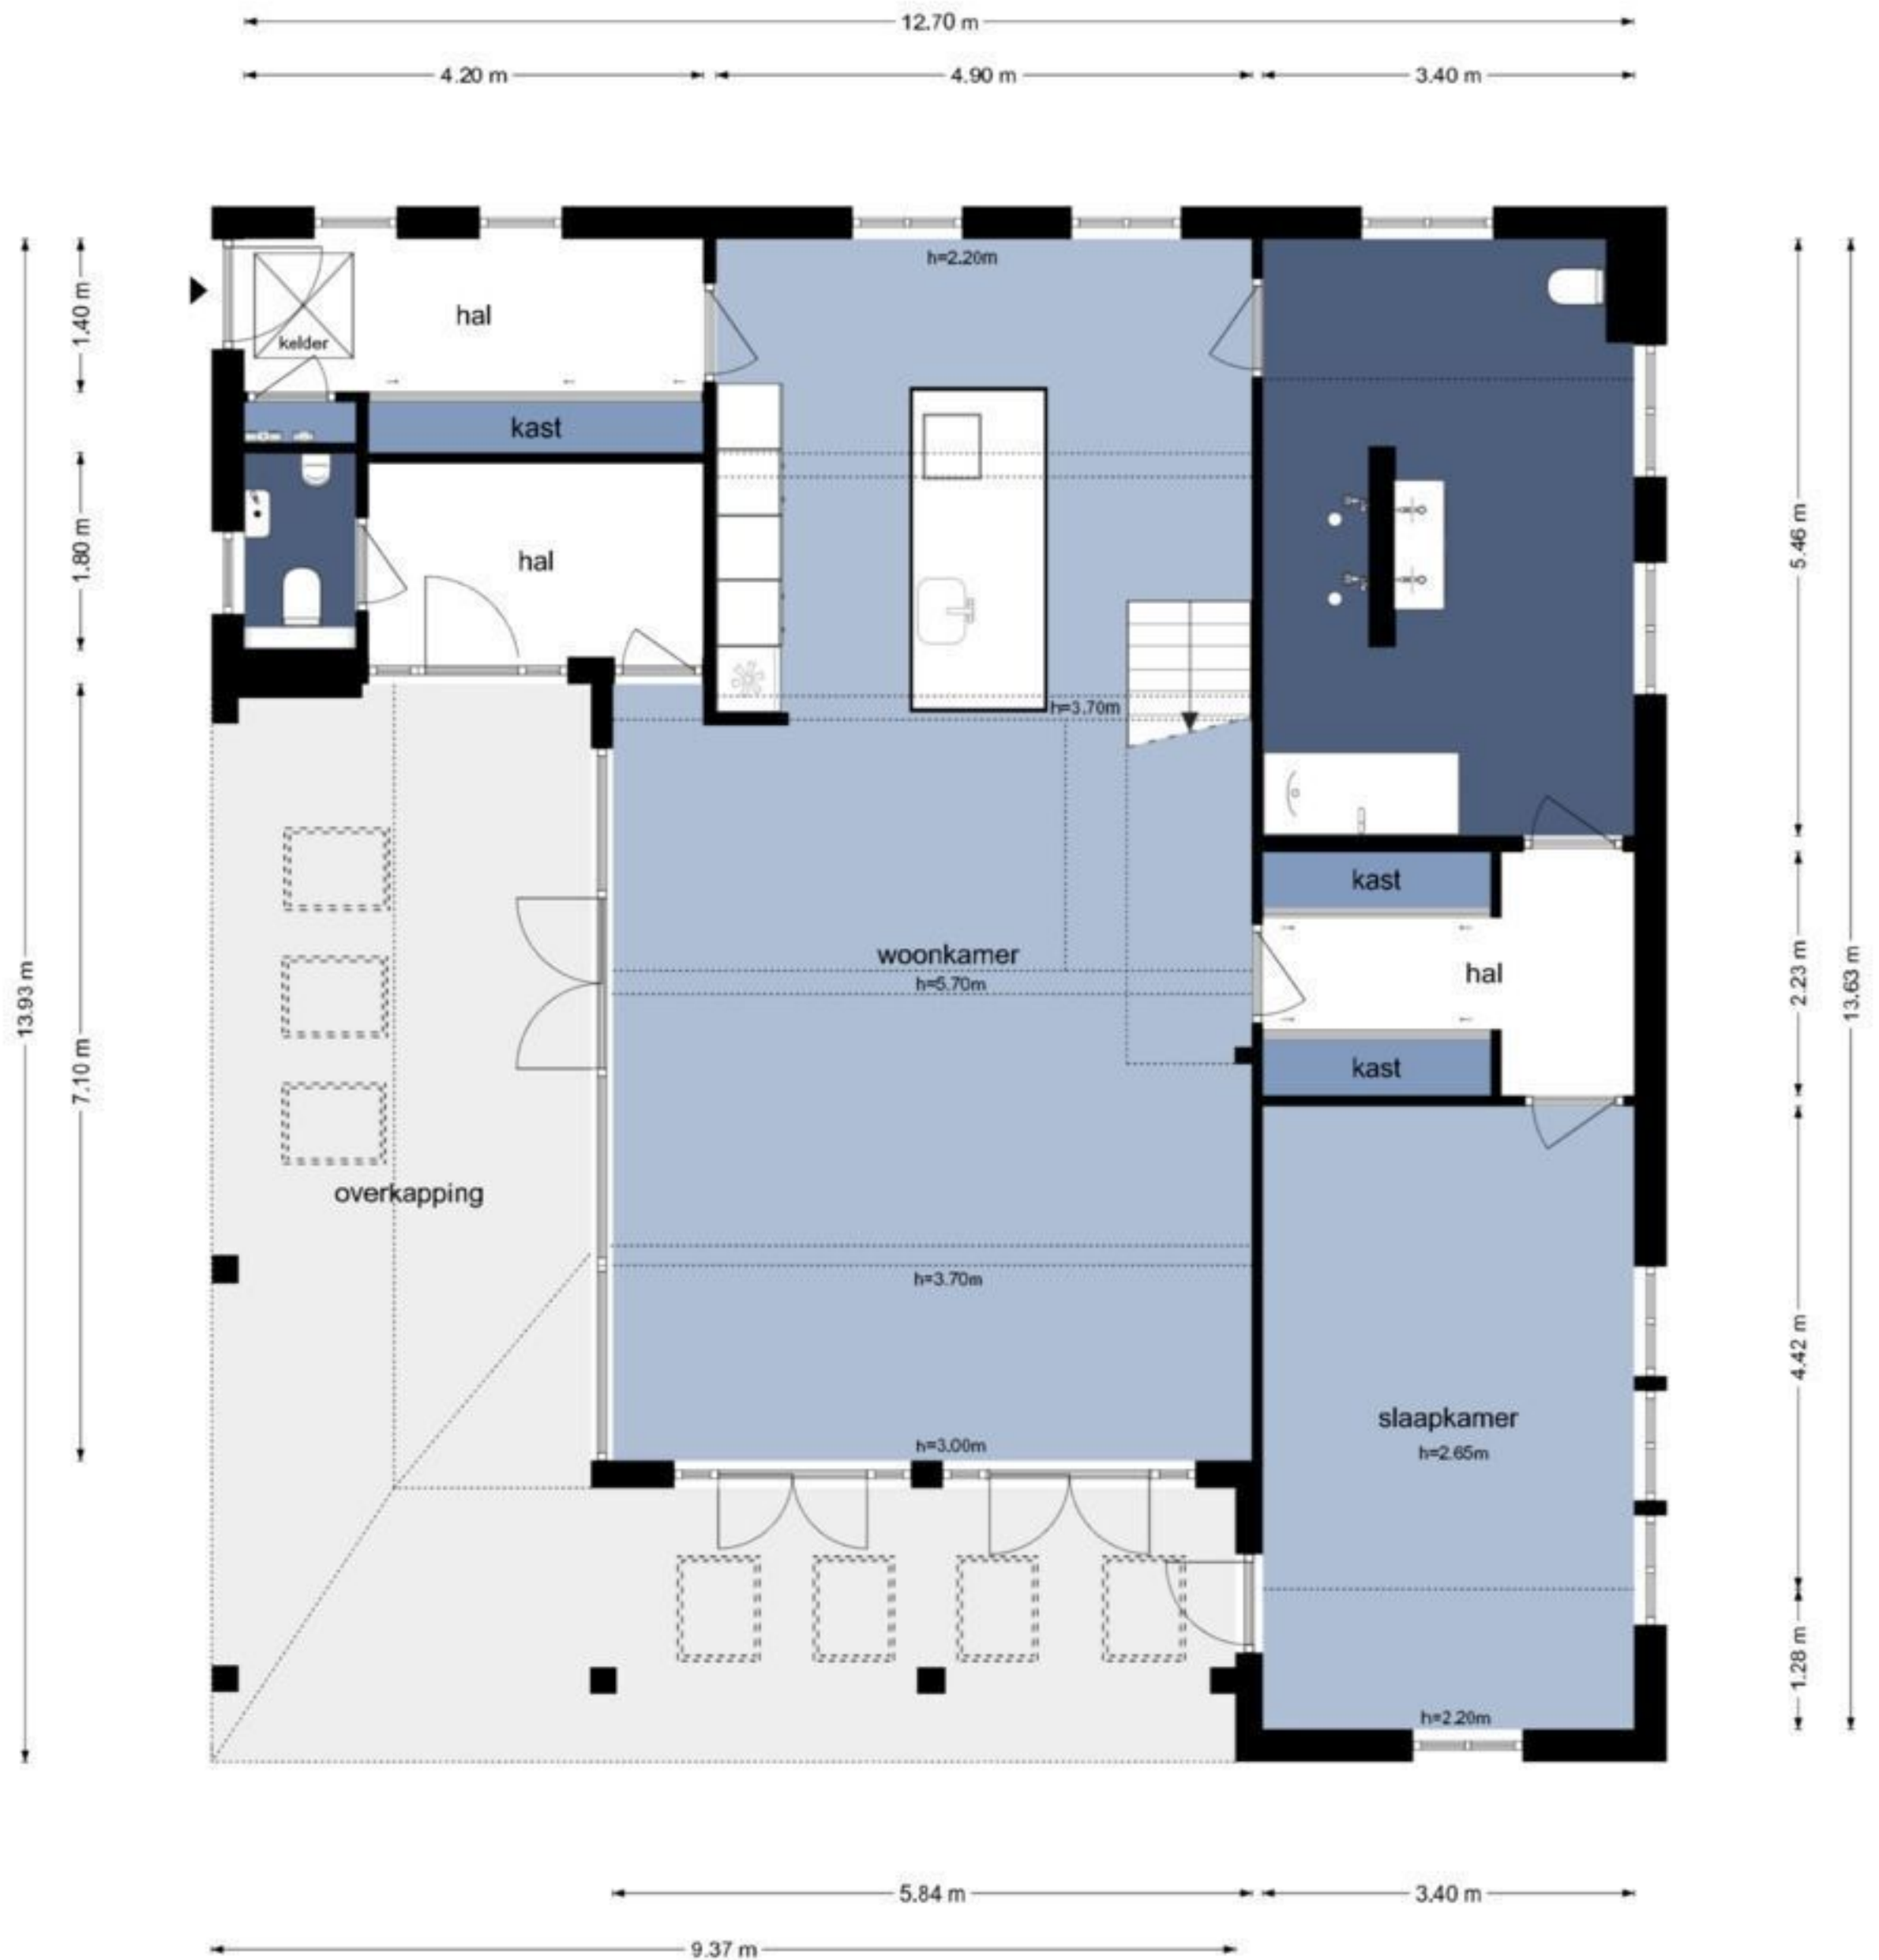 12.70 m
4.20 m
4.90 m
3.40 m
h=2.20m
1.40 m
hal
kelder
kast
1.80 m
hal
5.46 m
h=3.70m
kast
woonkamer
h=5.70m
hal
2.23 m
13.63 m
13.93 m
7.10 m
kast
overkapping
h=3.70m
4.42 m
slaapkamer
h=2.65m
h=3.00m
1.28 m
h=2.20m
5.84 m
3.40 m
9.37 m